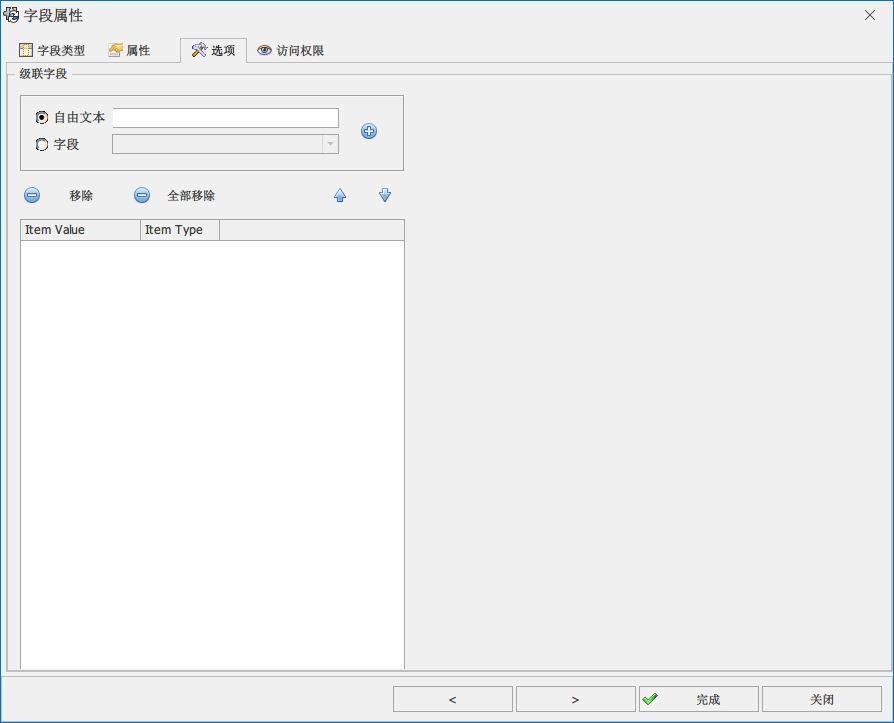 字段属性
字段类型 属性 选项 访问权限
级联字段
自由文本
字段
移除 全部移除
Item Value Item Type
< > 完成 关闭